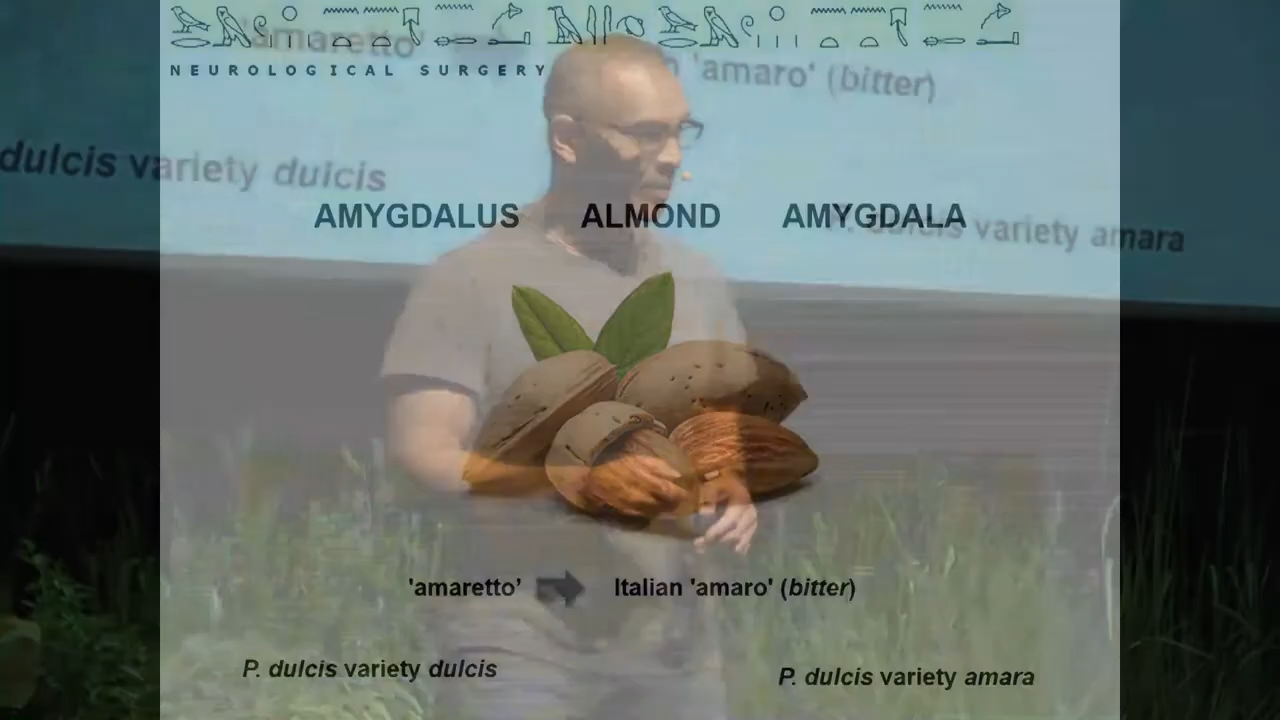 'amaretto'
'amaro' (bitter)
NEUROLOGICAL SURGERY
dulcis variety dulcis
AMYGDALUS ALMOND AMYGDALA
P. dulcis variety amara
'amaretto' Italian 'amaro' (bitter)
P. dulcis variety dulcis
P. dulcis variety amara